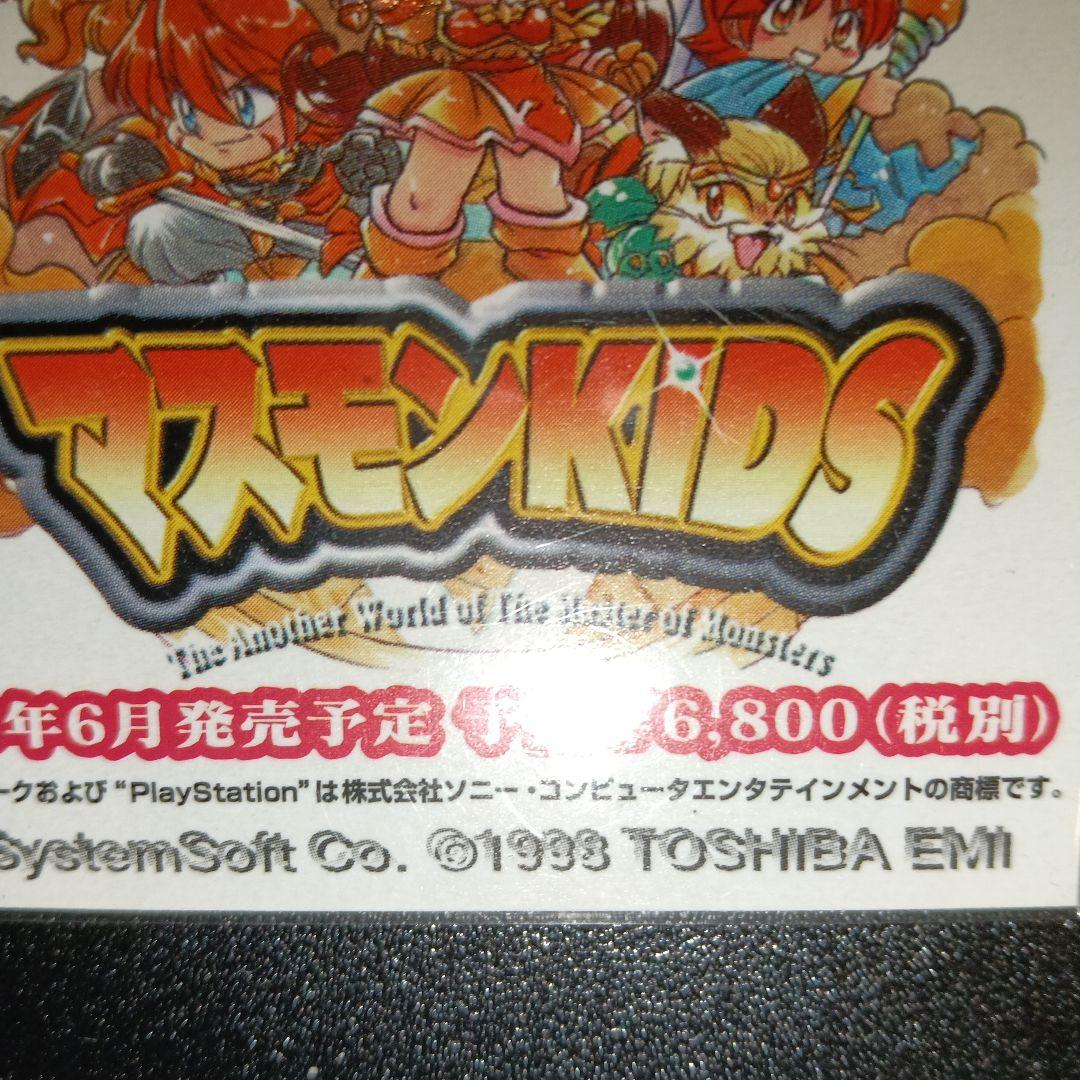 マスモンKiDS
The Another World of The Master of Monsters
年6月発売予定 予 6,800(税別)
ークおよび“PlayStation”は株式会社ソニー・コンピュータエンタテインメントの商標です。
SystemSoft Co. ©1998 TOSHIBA EMI